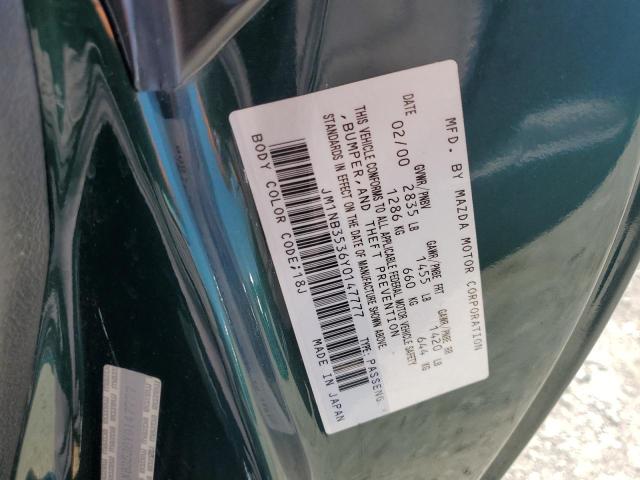 MFD. BY MAZDA MOTOR CORPORATION
DATE GVWR/PNBV GAWR/PNBE FRT GAWR/PNBE RR
02/00 2835 LB 1455 LB 1420 LB
1286 KG 660 KG 644 KG
THIS VEHICLE CONFORMS TO ALL APPLICABLE FEDERAL MOTOR VEHICLE SAFETY
, BUMPER, AND THEFT PREVENTION
STANDARDS IN EFFECT ON THE DATE OF MANUFACTURE SHOWN ABOVE.
JM1NB3536Y0147777 TYPE: PASSENG
BODY COLOR CODE:18J MADE IN JAPAN